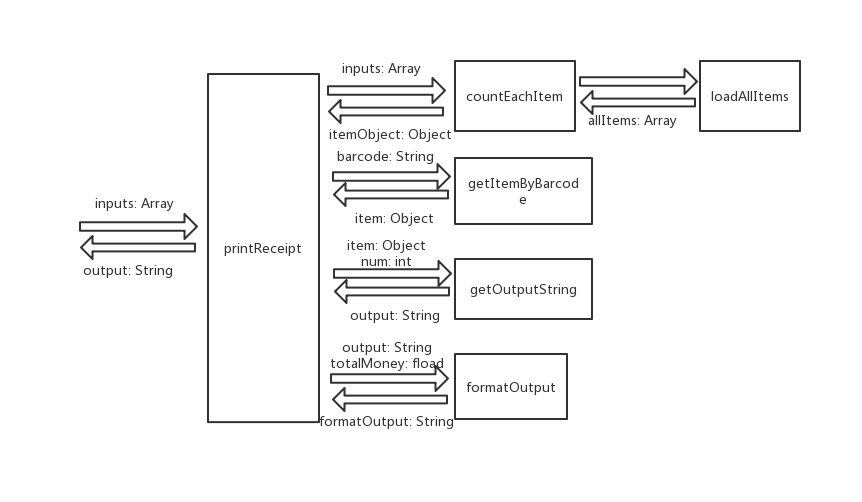 inputs: Array
countEachItem
loadAllItems
allItems: Array
itemObject: Object
barcode: String
getItemByBarcod
e
item: Object
inputs: Array
output: String
printReceipt
item: Object
num: int
getOutputString
output: String
output: String
totalMoney: fload
formatOutput
formatOutput: String